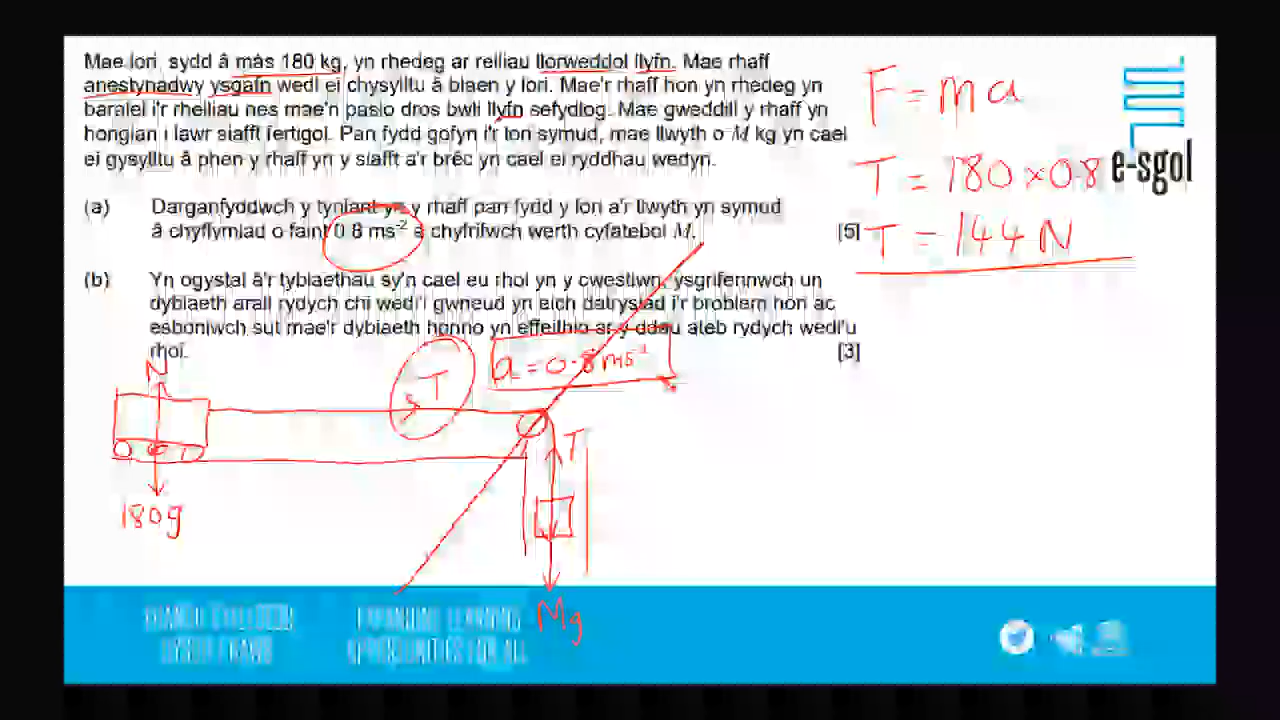 Mae lori, sydd â màs 180 kg, yn rhedeg ar reiliau llorweddol llyfn. Mae rhaff
anestynadwy ysgafn wedi ei chysylltu â blaen y lori. Mae'r rhaff hon yn rhedeg yn
baralel i'r rheiliau nes mae'n pasio dros bwli llyfn sefydlog. Mae gweddill y rhaff yn
hongian i lawr siafft fertigol. Pan fydd gofyn i'r lori symud, mae llwyth o M kg yn cael
ei gysylltu â phen y rhaff yn y siafft a'r brêc yn cael ei ryddhau wedyn.
(a) Darganfyddwch y tyniant yn y rhaff pan fydd y lori a'r llwyth yn symud
â chyflymiad o faint 0.8 ms⁻² a chyfrifwch werth cyfatebol M. [5]
(b) Yn ogystal â'r tybiaethau sy'n cael eu rhoi yn y cwestiwn, ysgrifennwch un
dybiaeth arall rydych chi wedi'i gwneud yn eich datrysiad i'r broblem hon ac
esboniwch sut mae'r dybiaeth honno yn effeithio ar y ddau ateb rydych wedi'u
rhoi. [3]
F = ma
T = 180 × 0.8
T = 144 N
e-sgol
N
T
a = 0.8 ms⁻²
T
180g
Mg